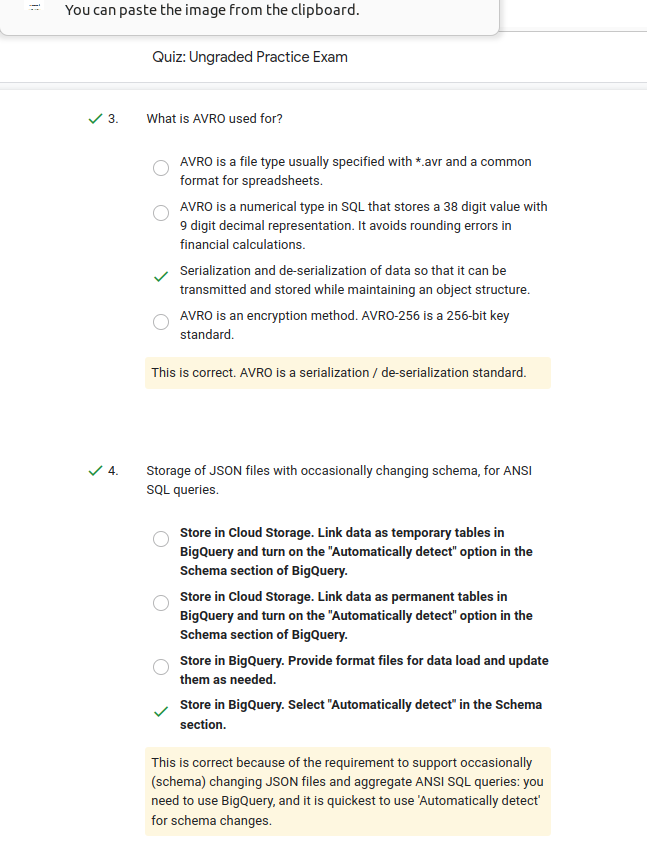 You can paste the image from the clipboard.
Quiz: Ungraded Practice Exam
3. What is AVRO used for?
AVRO is a file type usually specified with *.avr and a common
format for spreadsheets.
AVRO is a numerical type in SQL that stores a 38 digit value with
9 digit decimal representation. It avoids rounding errors in
financial calculations.
Serialization and de-serialization of data so that it can be
transmitted and stored while maintaining an object structure.
AVRO is an encryption method. AVRO-256 is a 256-bit key
standard.
This is correct. AVRO is a serialization / de-serialization standard.
4. Storage of JSON files with occasionally changing schema, for ANSI
SQL queries.
Store in Cloud Storage. Link data as temporary tables in
BigQuery and turn on the "Automatically detect" option in the
Schema section of BigQuery.
Store in Cloud Storage. Link data as permanent tables in
BigQuery and turn on the "Automatically detect" option in the
Schema section of BigQuery.
Store in BigQuery. Provide format files for data load and update
them as needed.
Store in BigQuery. Select "Automatically detect" in the Schema
section.
This is correct because of the requirement to support occasionally
(schema) changing JSON files and aggregate ANSI SQL queries: you
need to use BigQuery, and it is quickest to use 'Automatically detect'
for schema changes.